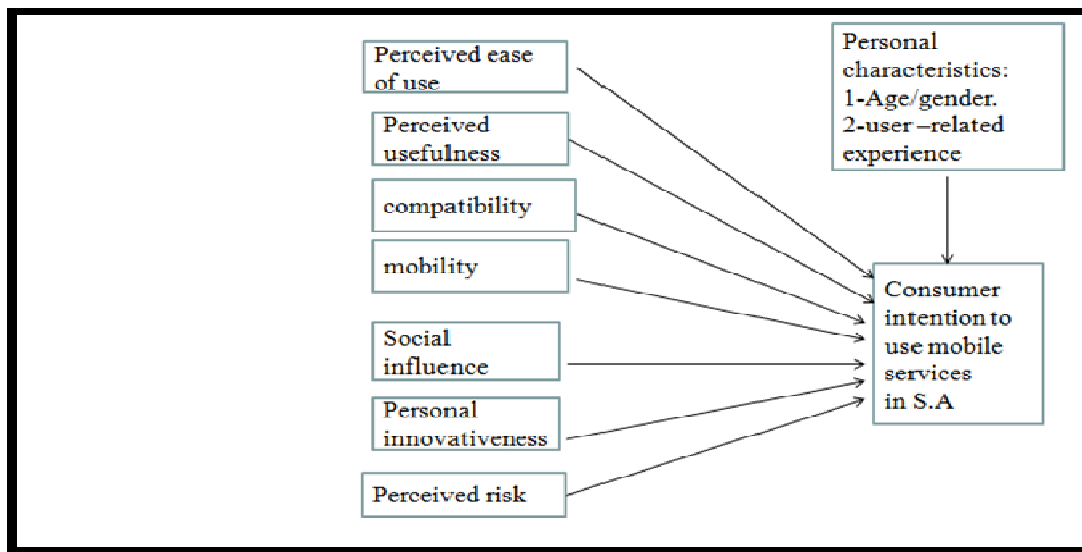 Perceived ease
of use
Perceived
usefulness
compatibility
mobility
Social
influence
Personal
innovativeness
Perceived risk
Personal
characteristics:
1-Age/gender.
2-user –related
experience
Consumer
intention to
use mobile
services
in S.A